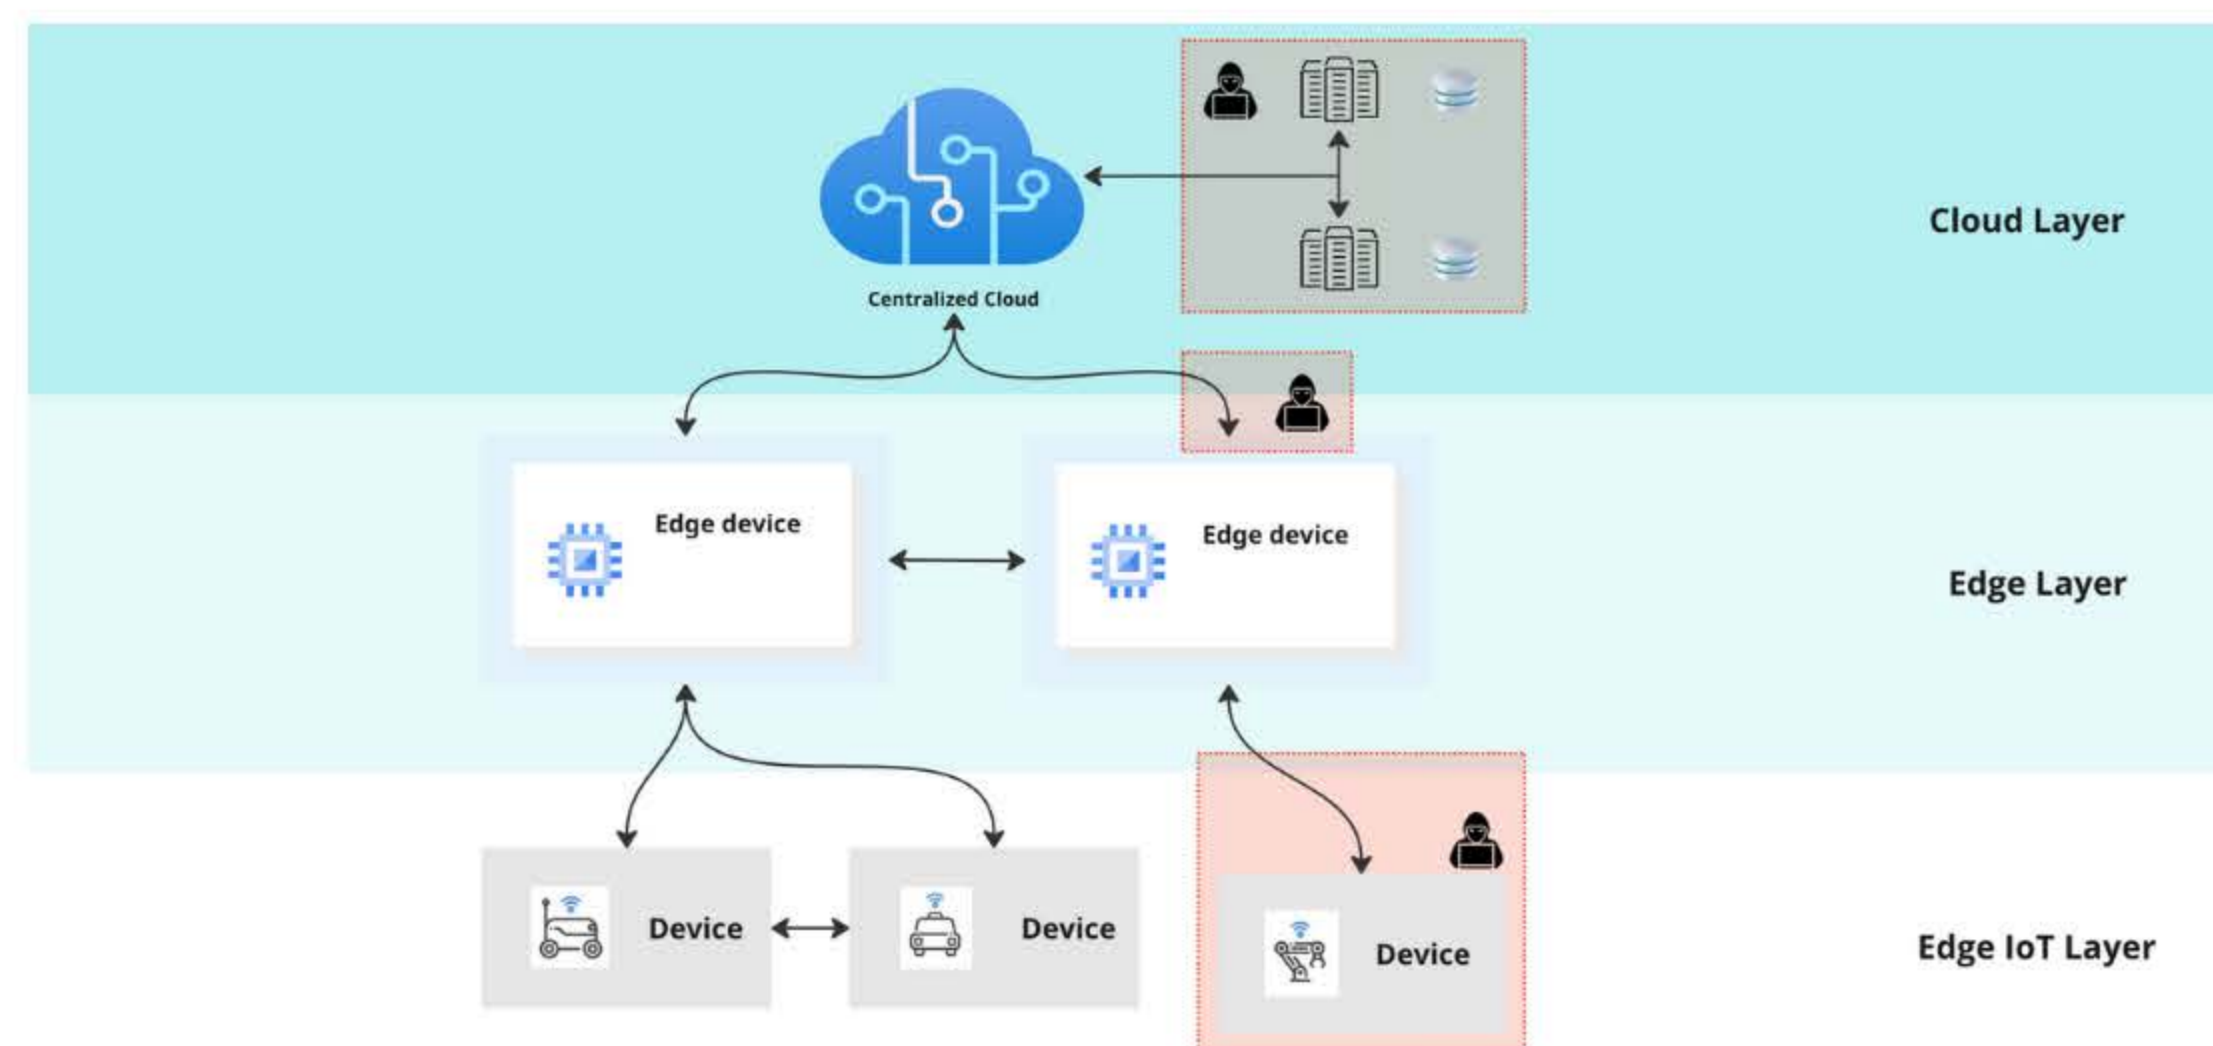 Cloud Layer
Centralized Cloud
Edge device
Edge device
Edge Layer
Device
Device
Device
Edge IoT Layer